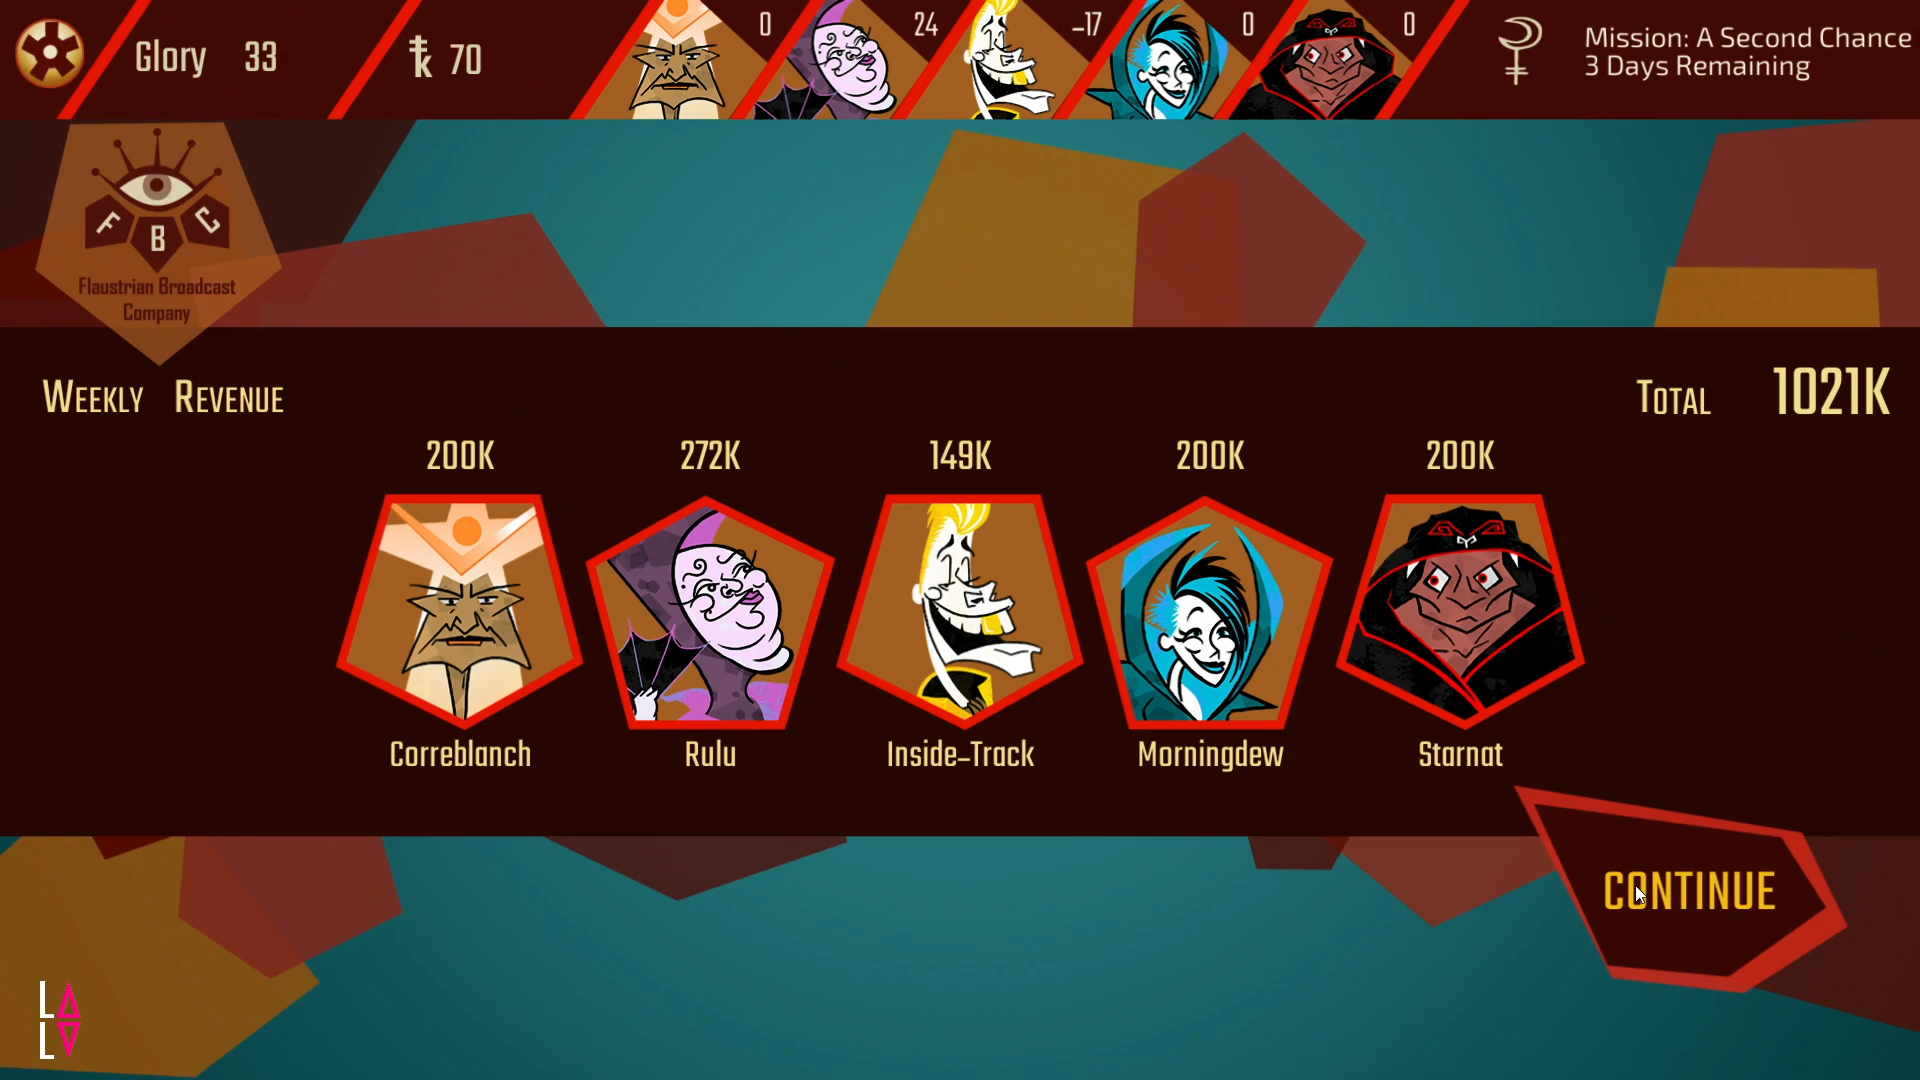 Glory 33
ŧk 70
0
24
-17
0
0
Mission: A Second Chance
3 Days Remaining
F B C
Flaustrian Broadcast
Company
Weekly Revenue
Total 1021K
200K 272K 149K 200K 200K
Correblanch Rulu Inside-Track Morningdew Starnat
CONTINUE
L
L